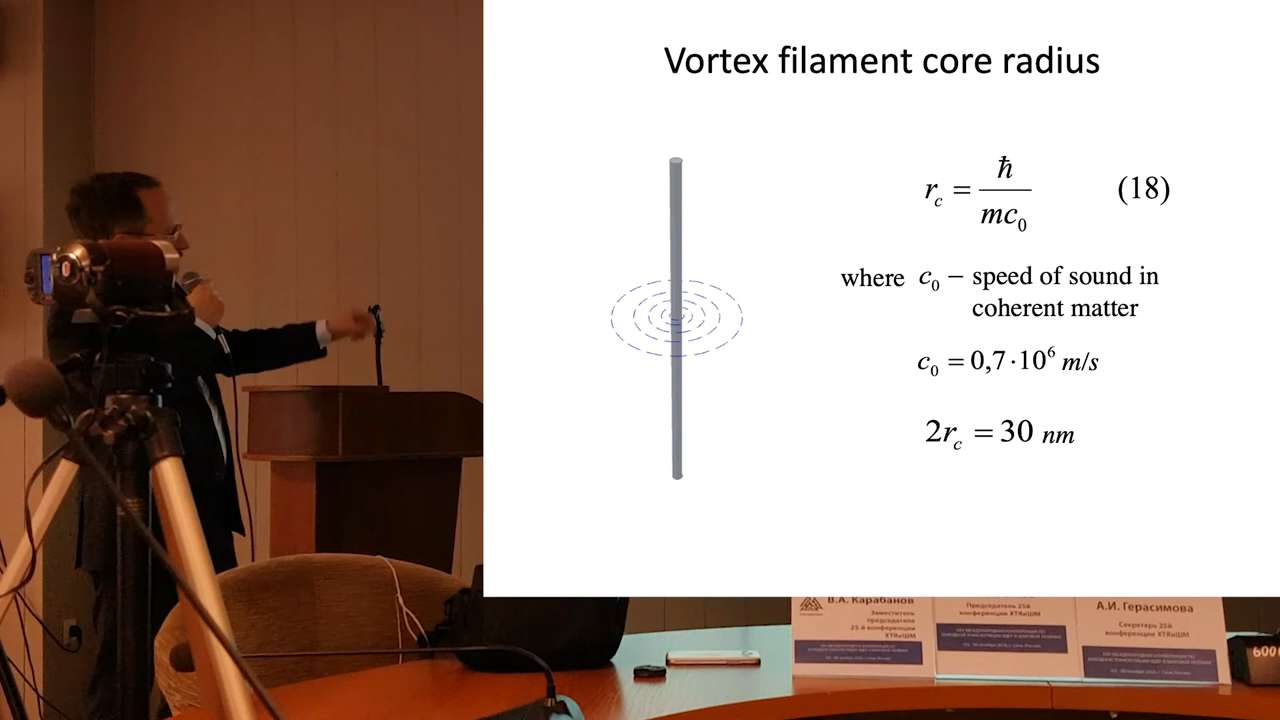 Vortex filament core radius
r_c = ħ / mc_0 (18)
where c_0 – speed of sound in
coherent matter
c_0 = 0,7·10^6 m/s
2r_c = 30 nm
В.А. Карабанов
Заместитель
председателя
25-й конференции
ХТЯиШМ
Председатель 25й
конференции ХТЯиШМ
А.И. Герасимова
Секретарь 25й
конференции ХТЯиШМ